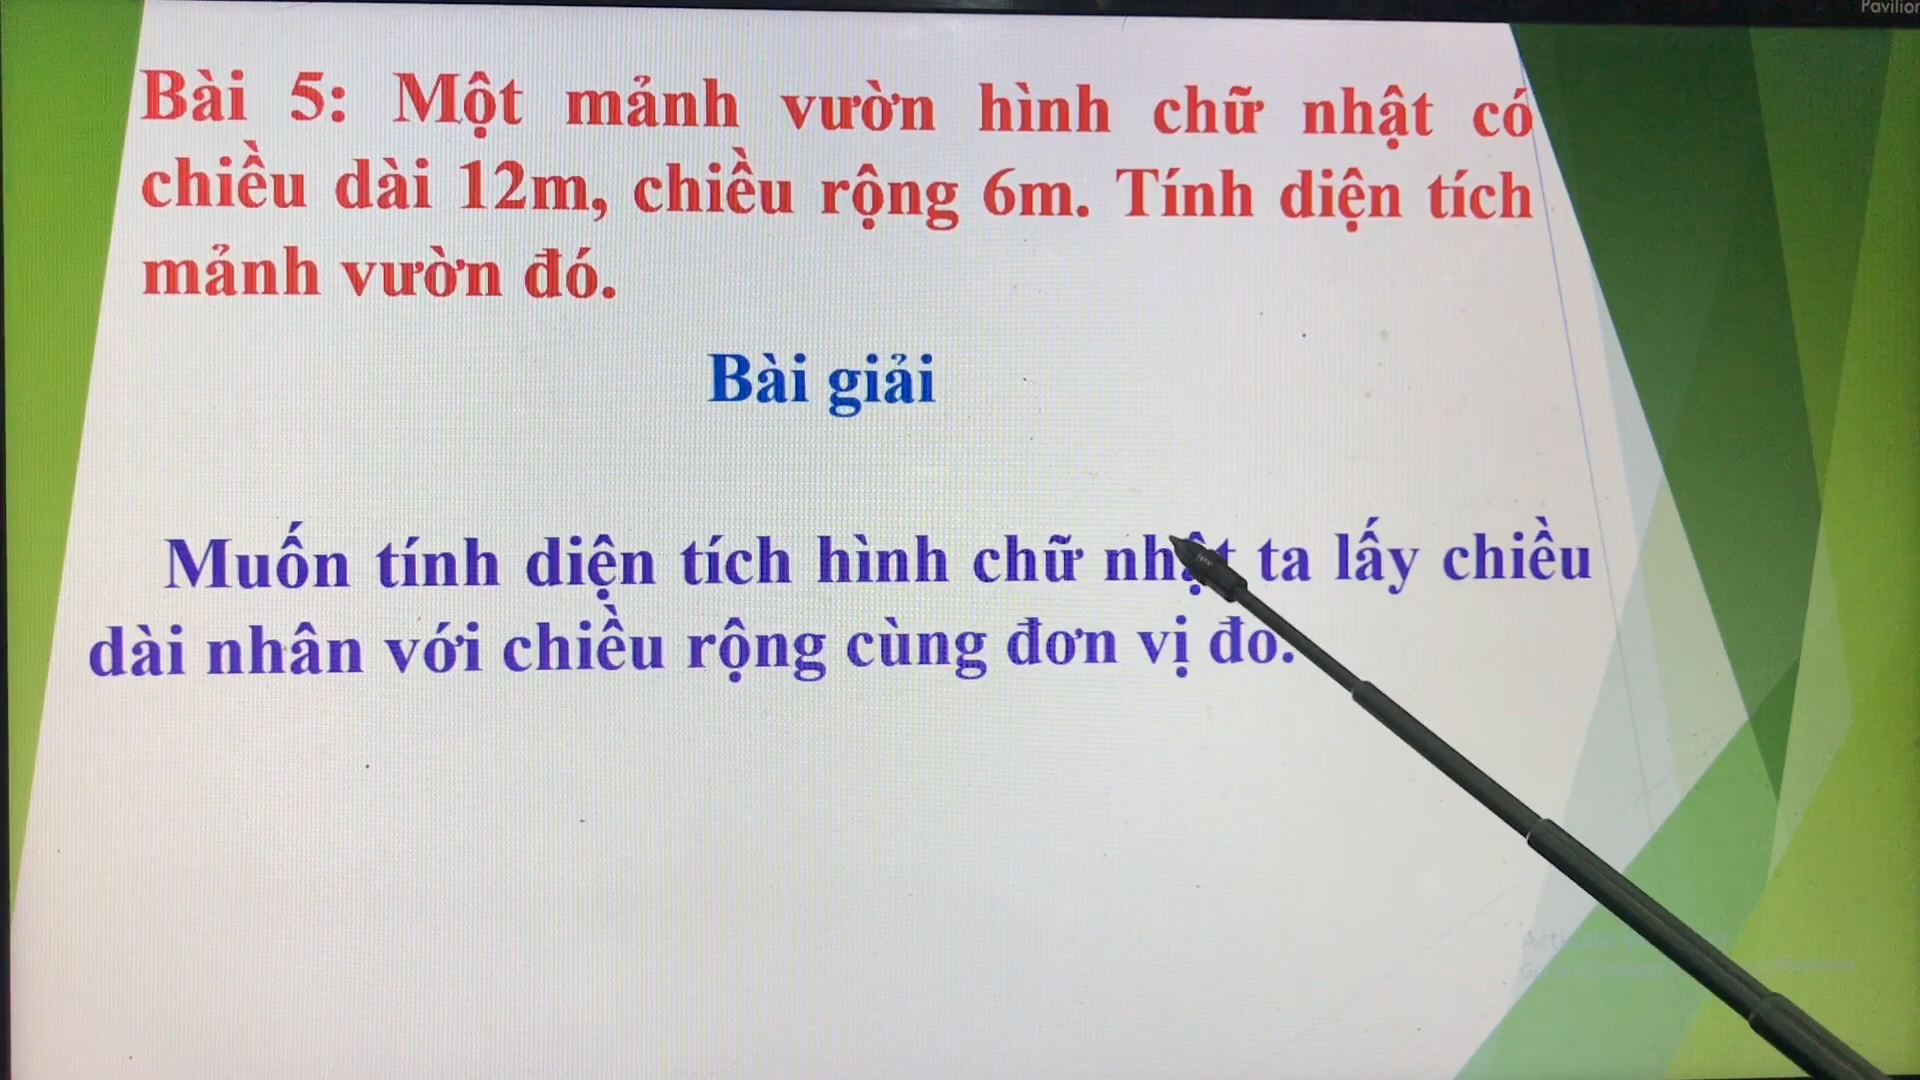 Pavilion
Bài 5: Một mảnh vườn hình chữ nhật có
chiều dài 12m, chiều rộng 6m. Tính diện tích
mảnh vườn đó.
Bài giải
Muốn tính diện tích hình chữ nhật ta lấy chiều
dài nhân với chiều rộng cùng đơn vị đo.